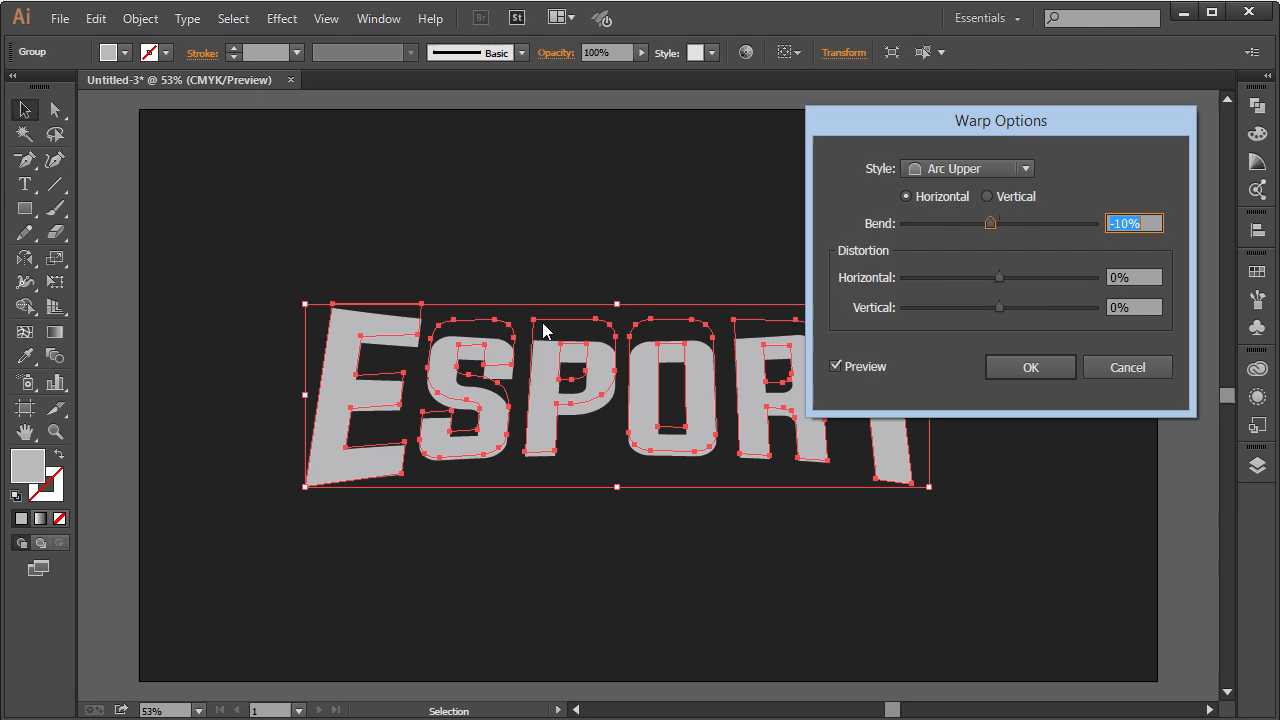 Ai File Edit Object Type Select Effect View Window Help Br St Essentials
Group Stroke: Basic Opacity: 100% Style: Transform
Untitled-3* @ 53% (CMYK/Preview)
Warp Options
Style: Arc Upper
Horizontal Vertical
Bend: -10%
Distortion
Horizontal: 0%
Vertical: 0%
Preview OK Cancel
ESPOR
53% 1 Selection